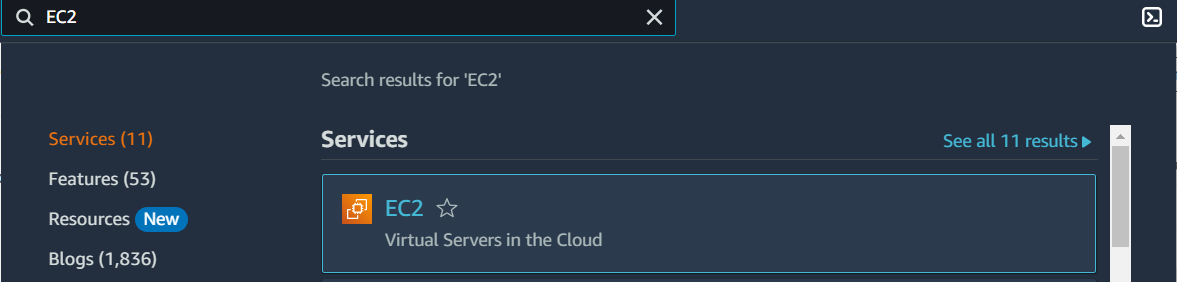 EC2
Search results for 'EC2'
Services (11)
Features (53)
Resources New
Blogs (1,836)
Services
See all 11 results
EC2
Virtual Servers in the Cloud